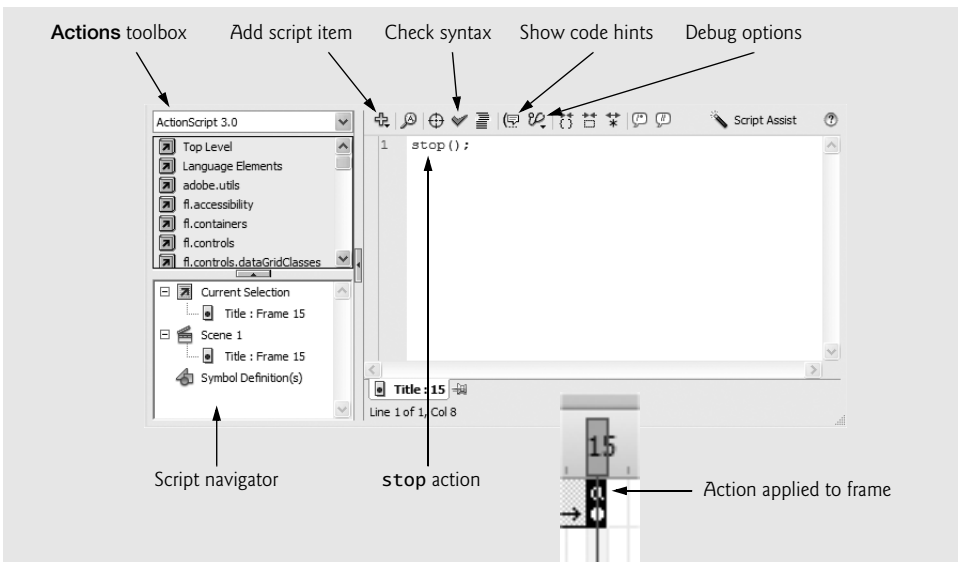 Actions toolbox
Add script item
Check syntax
Show code hints
Debug options
ActionScript 3.0
Script Assist
Top Level
Language Elements
adobe.utils
fl.accessibility
fl.containers
fl.controls
fl.controls.dataGridClasses
1 stop();
Current Selection
Title : Frame 15
Scene 1
Title : Frame 15
Symbol Definition(s)
Title : 15
Line 1 of 1, Col 8
15
a
Script navigator
stop action
Action applied to frame